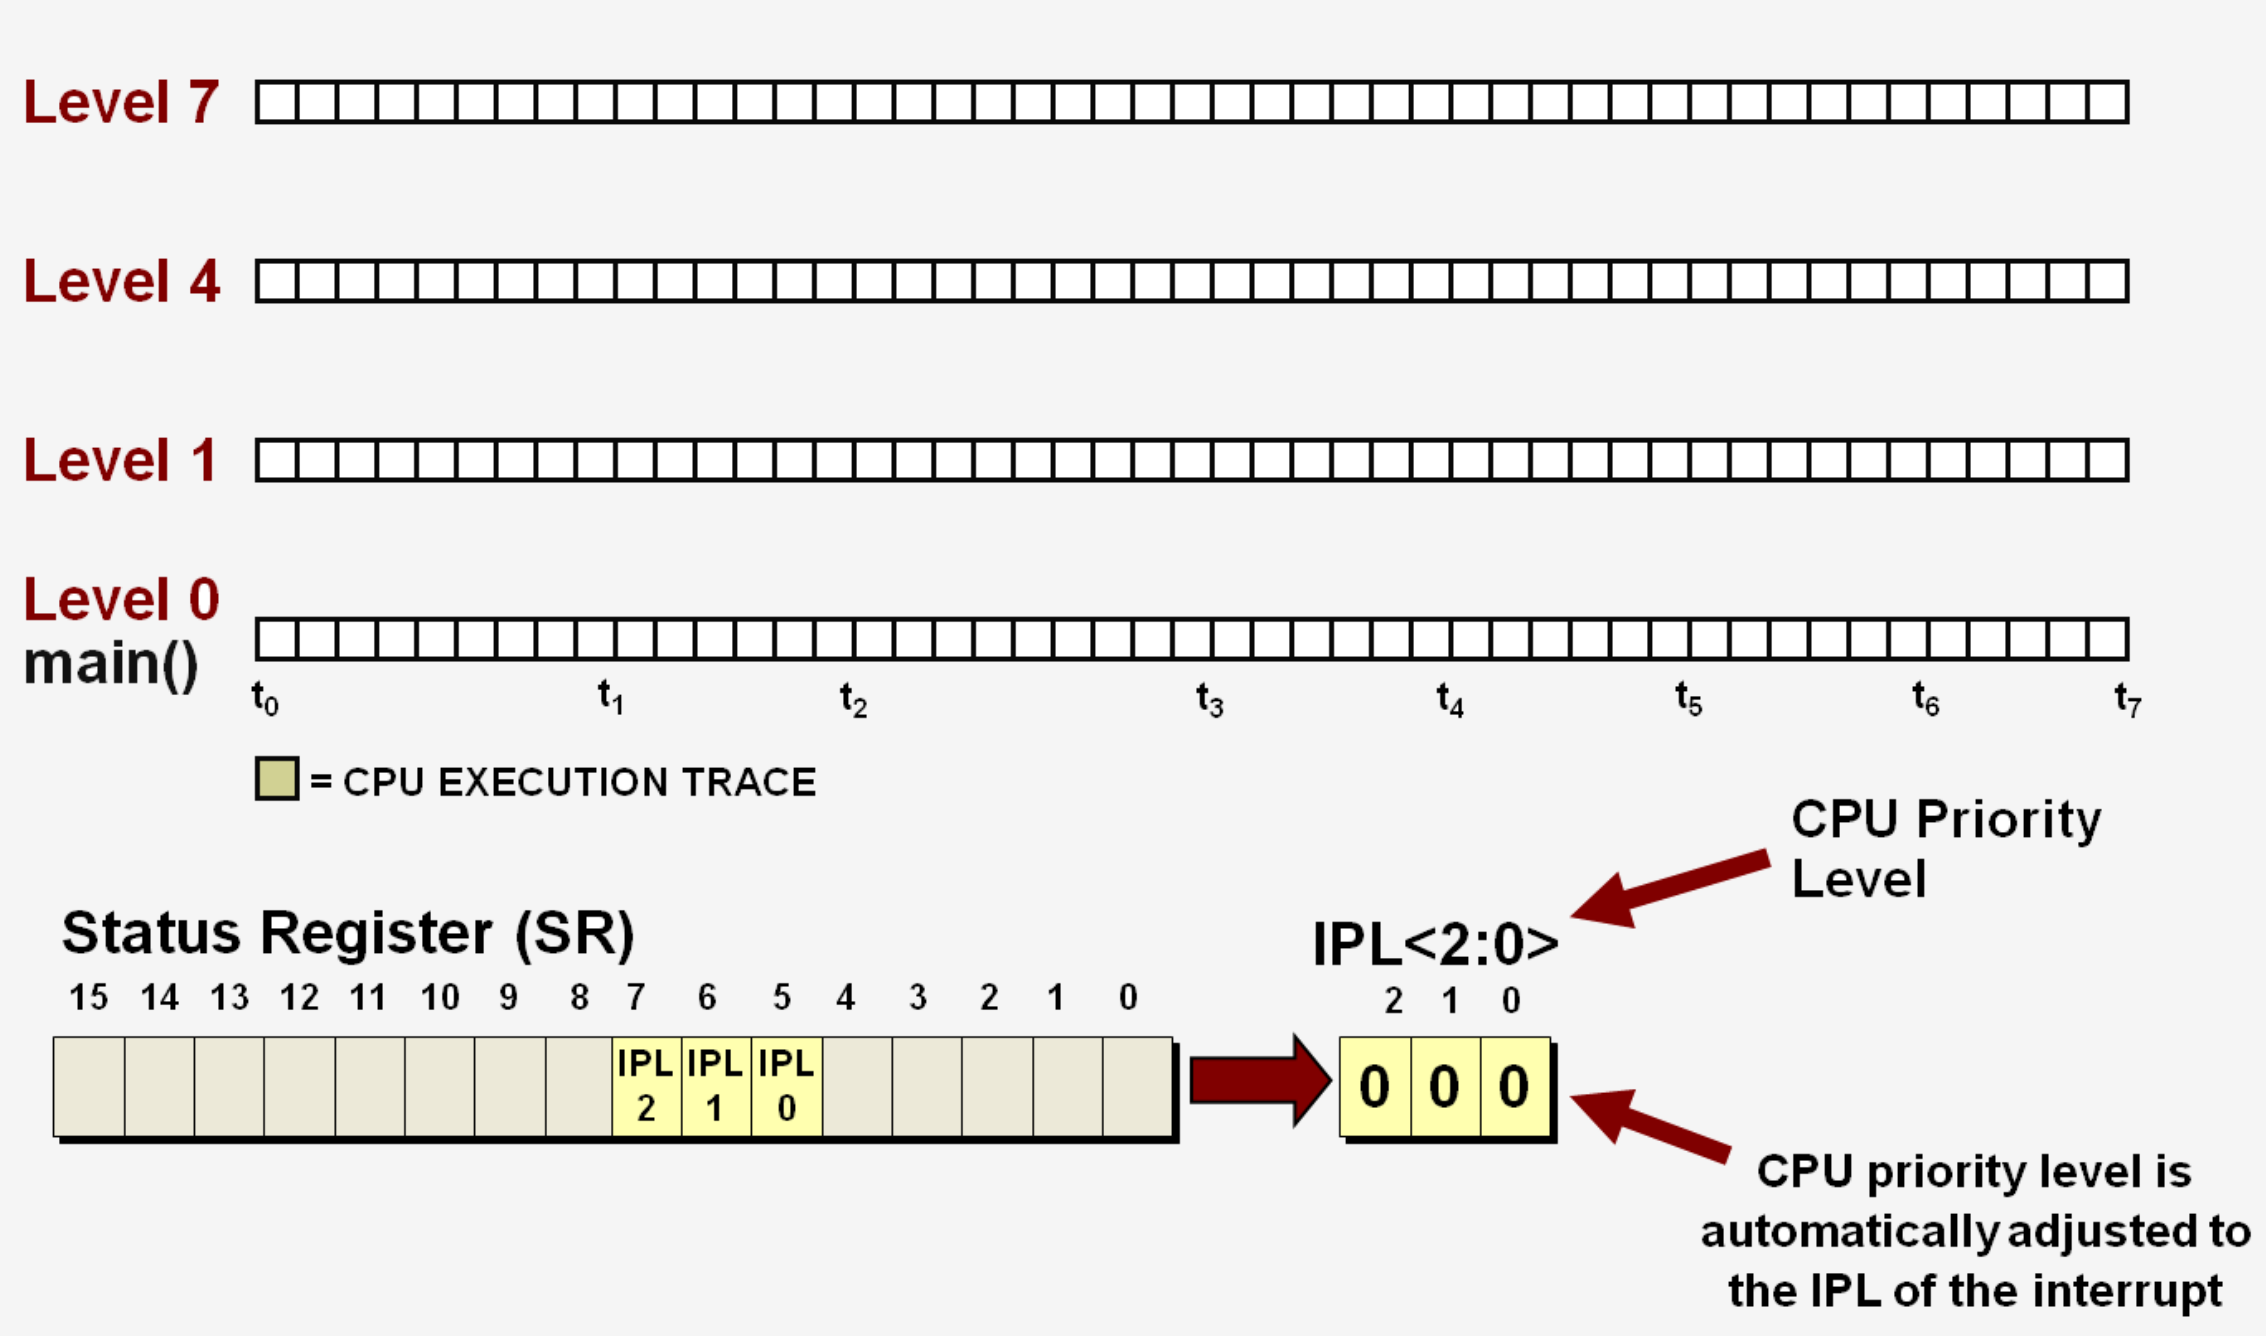 Level 7
Level 4
Level 1
Level 0
main()
t0 t1 t2 t3 t4 t5 t6 t7
= CPU EXECUTION TRACE
CPU Priority
Level
Status Register (SR)
IPL<2:0>
15 14 13 12 11 10 9 8 7 6 5 4 3 2 1 0
2 1 0
IPL IPL IPL
2 1 0
0 0 0
CPU priority level is
automatically adjusted to
the IPL of the interrupt